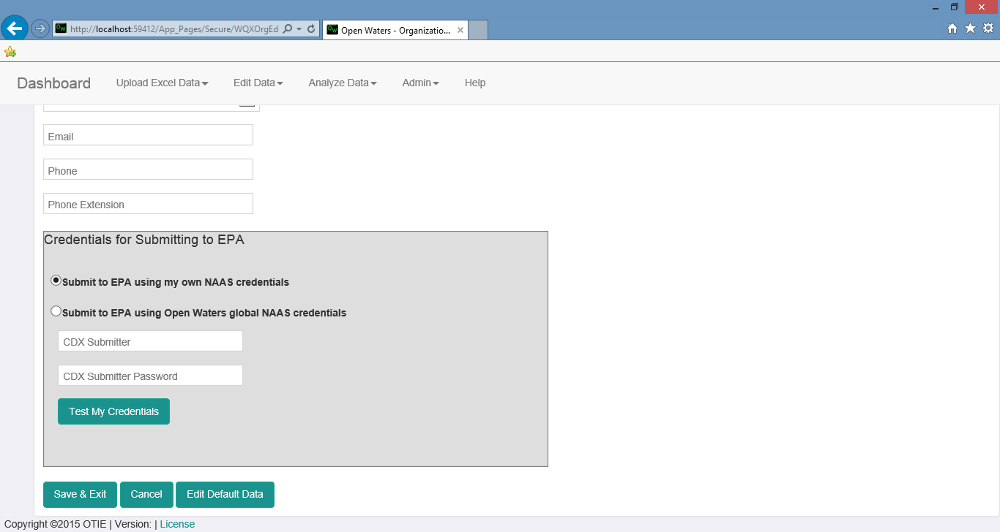 http://localhost:59412/App_Pages/Secure/WQXOrgEd
Open Waters - Organizatio...
Dashboard Upload Excel Data Edit Data Analyze Data Admin Help
Email
Phone
Phone Extension
Credentials for Submitting to EPA
Submit to EPA using my own NAAS credentials
Submit to EPA using Open Waters global NAAS credentials
CDX Submitter
CDX Submitter Password
Test My Credentials
Save & Exit Cancel Edit Default Data
Copyright ©2015 OTIE | Version: | License